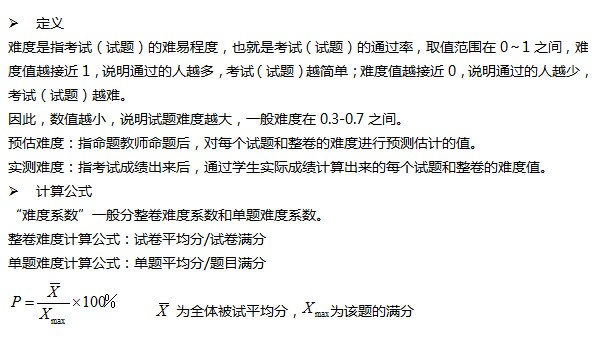 ➢ 定义
难度是指考试（试题）的难易程度，也就是考试（试题）的通过率，取值范围在 0～1 之间，难
度值越接近 1，说明通过的人越多，考试（试题）越简单；难度值越接近 0，说明通过的人越少，
考试（试题）越难。
因此，数值越小，说明试题难度越大，一般难度在 0.3-0.7 之间。
预估难度：指命题教师命题后，对每个试题和整卷的难度进行预测估计的值。
实测难度：指考试成绩出来后，通过学生实际成绩计算出来的每个试题和整卷的难度值。
➢ 计算公式
“难度系数”一般分整卷难度系数和单题难度系数。
整卷难度计算公式：试卷平均分/试卷满分
单题难度计算公式：单题平均分/题目满分
P = X̅ / Xmax ×100% X̅ 为全体被试平均分，Xmax为该题的满分